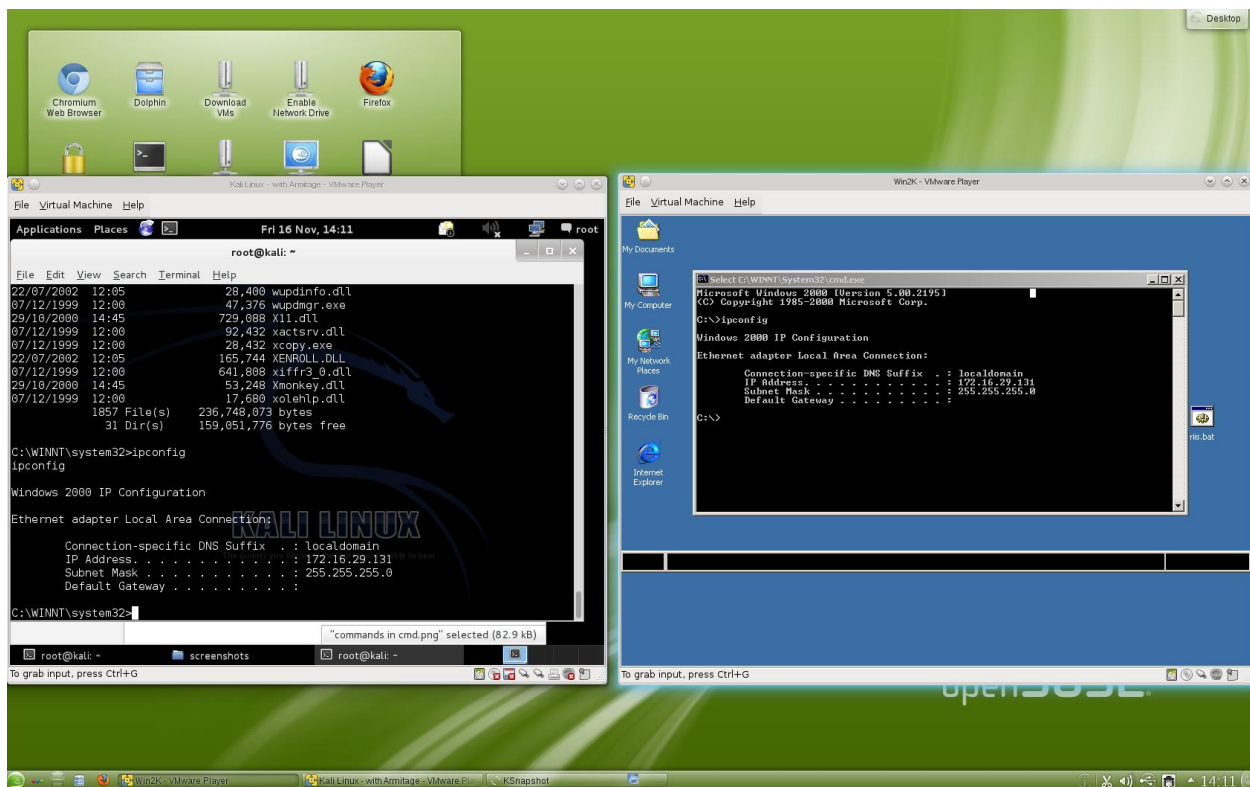 Desktop
Chromium
Web Browser
Dolphin
Download
VMs
Enable
Network Drive
Firefox
Kali Linux - with Armitage - VMware Player
File Virtual Machine Help
Applications Places Fri 16 Nov, 14:11 root
root@kali: ~
File Edit View Search Terminal Help
22/07/2002 12:05 28,400 wupdinfo.dll
07/12/1999 12:00 47,376 wupdmgr.exe
29/10/2000 14:45 729,088 X11.dll
07/12/1999 12:00 92,432 xactsrv.dll
07/12/1999 12:00 28,432 xcopy.exe
22/07/2002 12:05 165,744 XENROLL.DLL
07/12/1999 12:00 641,808 xiffr3_0.dll
29/10/2000 14:45 53,248 Xmonkey.dll
07/12/1999 12:00 17,680 xolehlp.dll
1857 File(s) 236,748,073 bytes
31 Dir(s) 159,051,776 bytes free
C:\WINNT\system32>ipconfig
ipconfig
Windows 2000 IP Configuration
Ethernet adapter Local Area Connection:
KALI LINUX
Connection-specific DNS Suffix . : localdomain
IP Address. . . . . . . . . . . . : 172.16.29.131
Subnet Mask . . . . . . . . . . . : 255.255.255.0
Default Gateway . . . . . . . . . :
C:\WINNT\system32>
"commands in cmd.png" selected (82.9 kB)
root@kali: ~
screenshots
root@kali: ~
To grab input, press Ctrl+G
Win2K - VMware Player
File Virtual Machine Help
My Documents
My Computer
My Network
Places
Recycle Bin
Internet
Explorer
riis.bat
Select C:\WINNT\System32\cmd.exe
Microsoft Windows 2000 [Version 5.00.2195]
(C) Copyright 1985-2000 Microsoft Corp.
C:\>ipconfig
Windows 2000 IP Configuration
Ethernet adapter Local Area Connection:
Connection-specific DNS Suffix . : localdomain
IP Address. . . . . . . . . . . . : 172.16.29.131
Subnet Mask . . . . . . . . . . . : 255.255.255.0
Default Gateway . . . . . . . . . :
C:\>
To grab input, press Ctrl+G
openSUSE
Win2K - VMware Player
Kali Linux - with Armitage - VMware Pl
KSnapshot
14:11